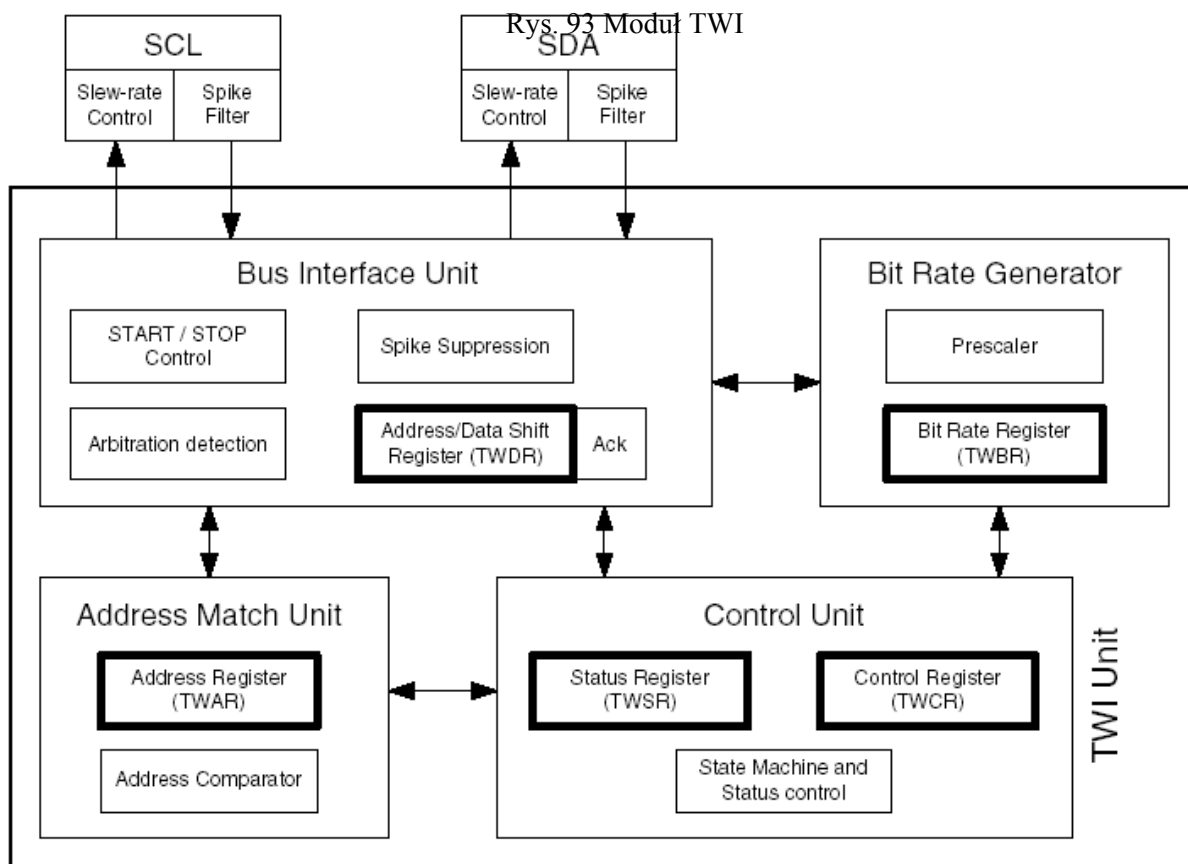 Rys. 93 Moduł TWI
SCL
Slew-rate
Control
Spike
Filter
SDA
Slew-rate
Control
Spike
Filter
Bus Interface Unit
START / STOP
Control
Spike Suppression
Arbitration detection
Address/Data Shift
Register (TWDR)
Ack
Bit Rate Generator
Prescaler
Bit Rate Register
(TWBR)
Address Match Unit
Address Register
(TWAR)
Address Comparator
Control Unit
Status Register
(TWSR)
Control Register
(TWCR)
State Machine and
Status control
TWI Unit